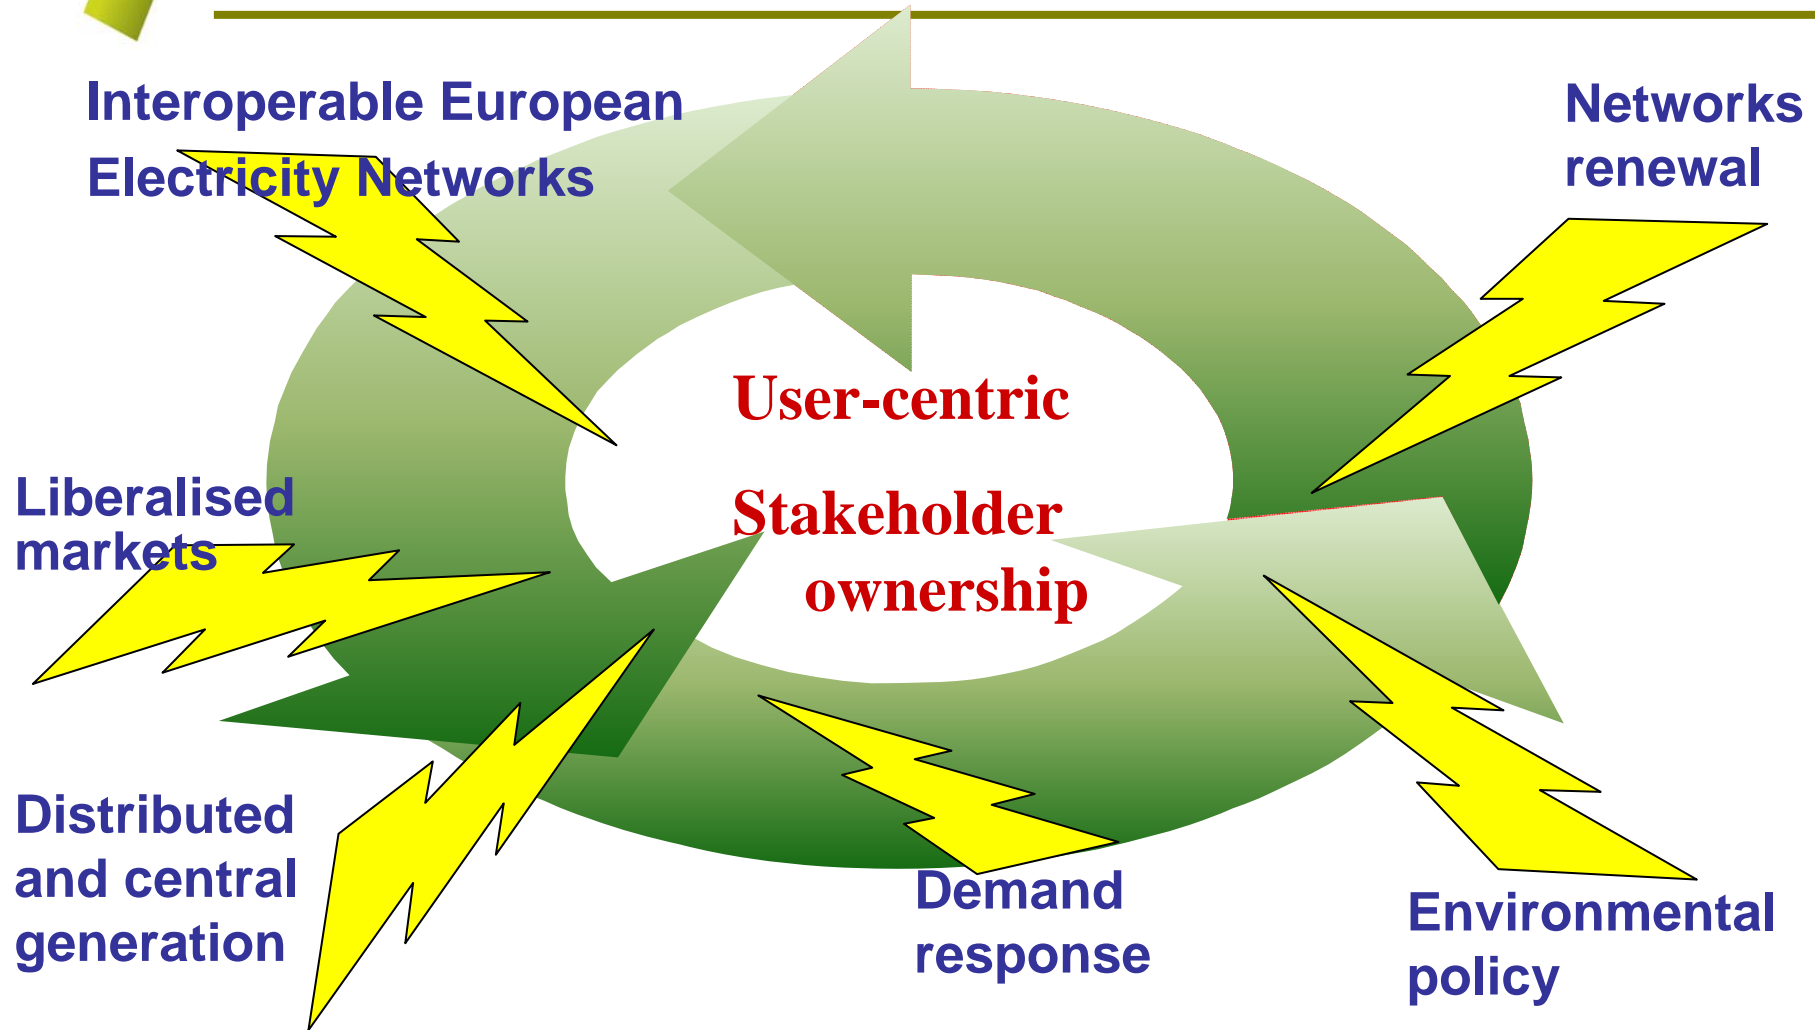 Interoperable European
Electricity Networks
Networks
renewal
User-centric
Stakeholder
ownership
Liberalised
markets
Distributed
and central
generation
Demand
response
Environmental
policy